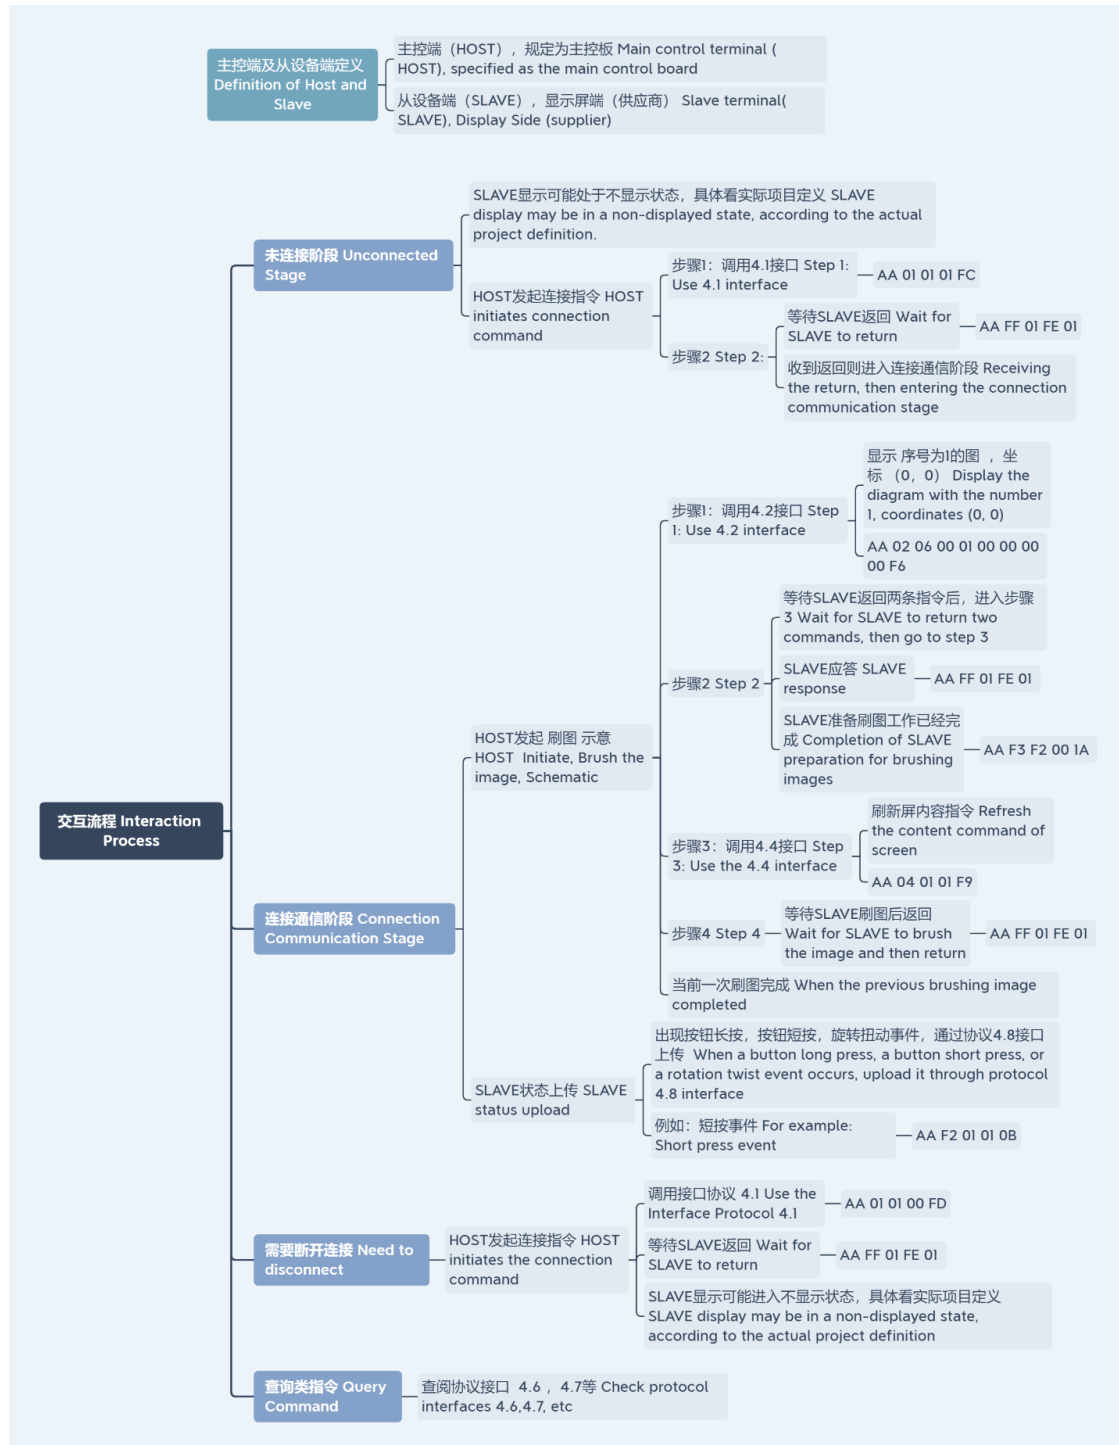 主控端及从设备端定义
Definition of Host and
Slave
主控端（HOST），规定为主控板 Main control terminal (
HOST), specified as the main control board
从设备端（SLAVE），显示屏端（供应商） Slave terminal(
SLAVE), Display Side (supplier)
交互流程 Interaction
Process
未连接阶段 Unconnected
Stage
SLAVE显示可能处于不显示状态，具体看实际项目定义 SLAVE
display may be in a non-displayed state, according to the actual
project definition.
HOST发起连接指令 HOST
initiates connection
command
步骤1：调用4.1接口 Step 1:
Use 4.1 interface
AA 01 01 01 FC
步骤2 Step 2:
等待SLAVE返回 Wait for
SLAVE to return
AA FF 01 FE 01
收到返回则进入连接通信阶段 Receiving
the return, then entering the connection
communication stage
连接通信阶段 Connection
Communication Stage
HOST发起 刷图 示意
HOST Initiate, Brush the
image, Schematic
步骤1：调用4.2接口 Step
1: Use 4.2 interface
显示 序号为1的图 ，坐
标 （0，0） Display the
diagram with the number
1, coordinates (0, 0)
AA 02 06 00 01 00 00 00
00 F6
步骤2 Step 2
等待SLAVE返回两条指令后，进入步骤
3 Wait for SLAVE to return two
commands, then go to step 3
SLAVE应答 SLAVE
response
AA FF 01 FE 01
SLAVE准备刷图工作已经完
成 Completion of SLAVE
preparation for brushing
images
AA F3 F2 00 1A
步骤3：调用4.4接口 Step
3: Use the 4.4 interface
刷新屏内容指令 Refresh
the content command of
screen
AA 04 01 01 F9
步骤4 Step 4
等待SLAVE刷图后返回
Wait for SLAVE to brush
the image and then return
AA FF 01 FE 01
当前一次刷图完成 When the previous brushing image
completed
SLAVE状态上传 SLAVE
status upload
出现按钮长按，按钮短按，旋转扭动事件，通过协议4.8接口
上传 When a button long press, a button short press, or
a rotation twist event occurs, upload it through protocol
4.8 interface
例如：短按事件 For example:
Short press event
AA F2 01 01 0B
需要断开连接 Need to
disconnect
HOST发起连接指令 HOST
initiates the connection
command
调用接口协议 4.1 Use the
Interface Protocol 4.1
AA 01 01 00 FD
等待SLAVE返回 Wait for
SLAVE to return
AA FF 01 FE 01
SLAVE显示可能进入不显示状态，具体看实际项目定义
SLAVE display may be in a non-displayed state,
according to the actual project definition
查询类指令 Query
Command
查阅协议接口 4.6 ，4.7等 Check protocol
interfaces 4.6,4.7, etc